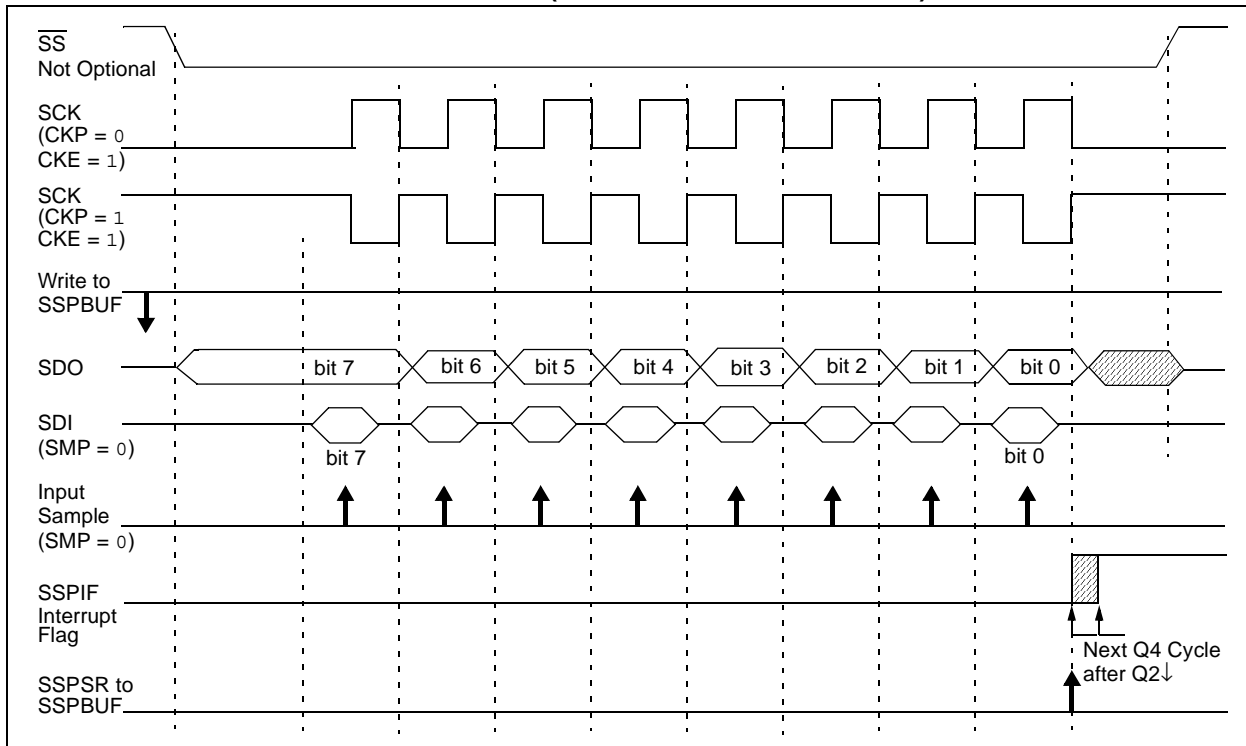 SS
Not Optional
SCK
(CKP = 0
CKE = 1)
SCK
(CKP = 1
CKE = 1)
Write to
SSPBUF
SDO
bit 7
bit 6
bit 5
bit 4
bit 3
bit 2
bit 1
bit 0
SDI
(SMP = 0)
bit 7
bit 0
Input
Sample
(SMP = 0)
SSPIF
Interrupt
Flag
Next Q4 Cycle
after Q2↓
SSPSR to
SSPBUF